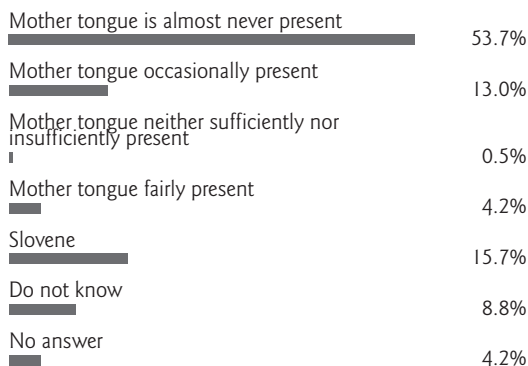 Mother tongue is almost never present
53.7%
Mother tongue occasionally present
13.0%
Mother tongue neither sufficiently nor
insufficiently present
0.5%
Mother tongue fairly present
4.2%
Slovene
15.7%
Do not know
8.8%
No answer
4.2%